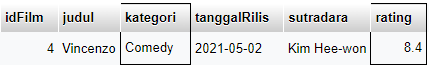 idFilm judul kategori tanggalRilis sutradara rating
4 Vincenzo Comedy 2021-05-02 Kim Hee-won 8.4